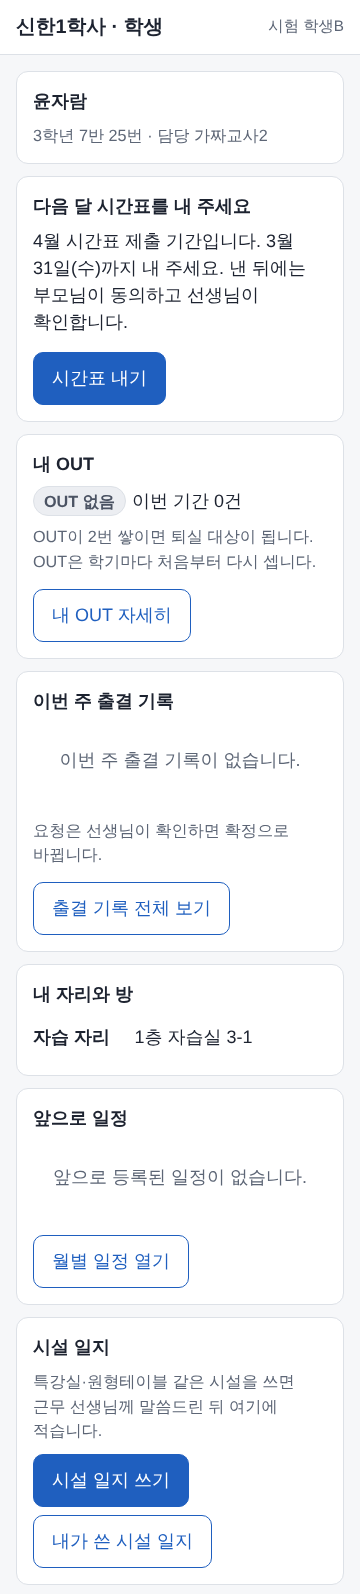 신한1학사 · 학생
시험 학생B
윤자람
3학년 7반 25번 · 담당 가짜교사2
다음 달 시간표를 내 주세요
4월 시간표 제출 기간입니다. 3월
31일(수)까지 내 주세요. 낸 뒤에는
부모님이 동의하고 선생님이
확인합니다.
시간표 내기
내 OUT
OUT 없음 이번 기간 0건
OUT이 2번 쌓이면 퇴실 대상이 됩니다.
OUT은 학기마다 처음부터 다시 셉니다.
내 OUT 자세히
이번 주 출결 기록
이번 주 출결 기록이 없습니다.
요청은 선생님이 확인하면 확정으로
바뀝니다.
출결 기록 전체 보기
내 자리와 방
자습 자리 1층 자습실 3-1
앞으로 일정
앞으로 등록된 일정이 없습니다.
월별 일정 열기
시설 일지
특강실·원형테이블 같은 시설을 쓰면
근무 선생님께 말씀드린 뒤 여기에
적습니다.
시설 일지 쓰기
내가 쓴 시설 일지